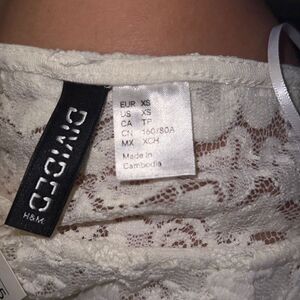 DIVIDED
H&M
EUR XS
US XS
CA TP
CN 160/80A
MX XCH
Made in
Cambodia